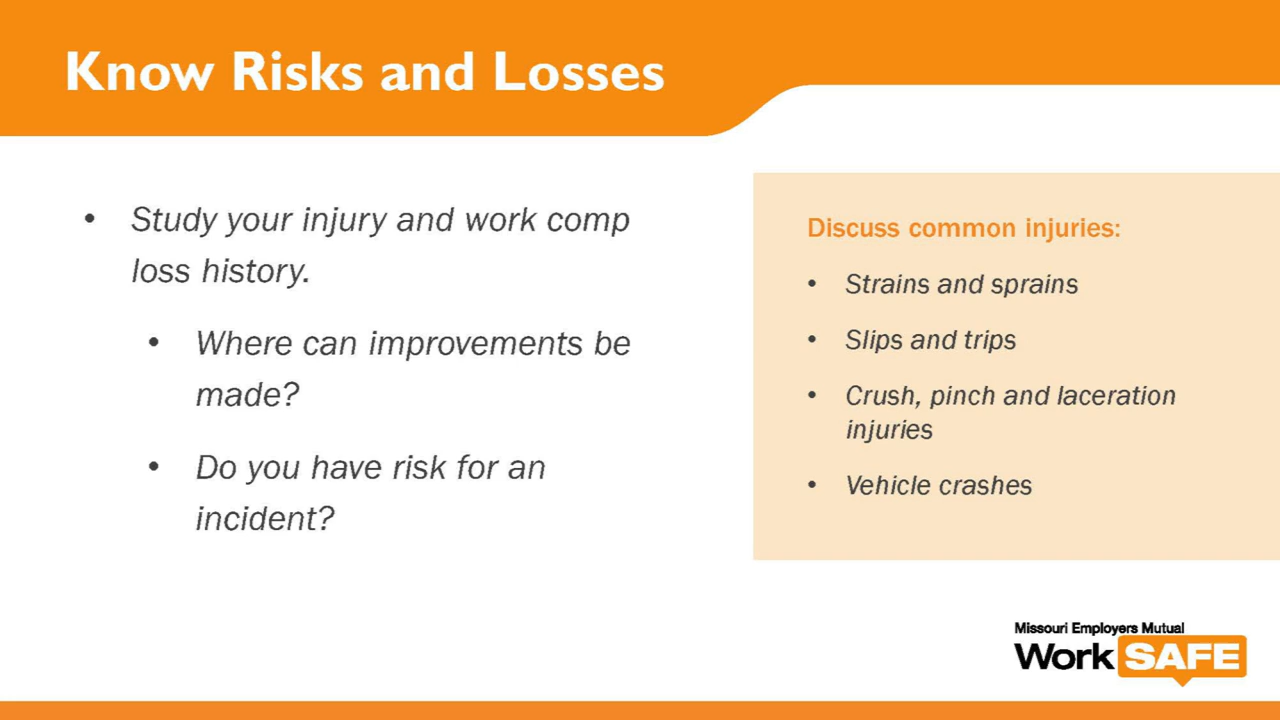 Know Risks and Losses
• Study your injury and work comp
loss history.
• Where can improvements be
made?
• Do you have risk for an
incident?
Discuss common injuries:
• Strains and sprains
• Slips and trips
• Crush, pinch and laceration
injuries
• Vehicle crashes
Missouri Employers Mutual
Work SAFE